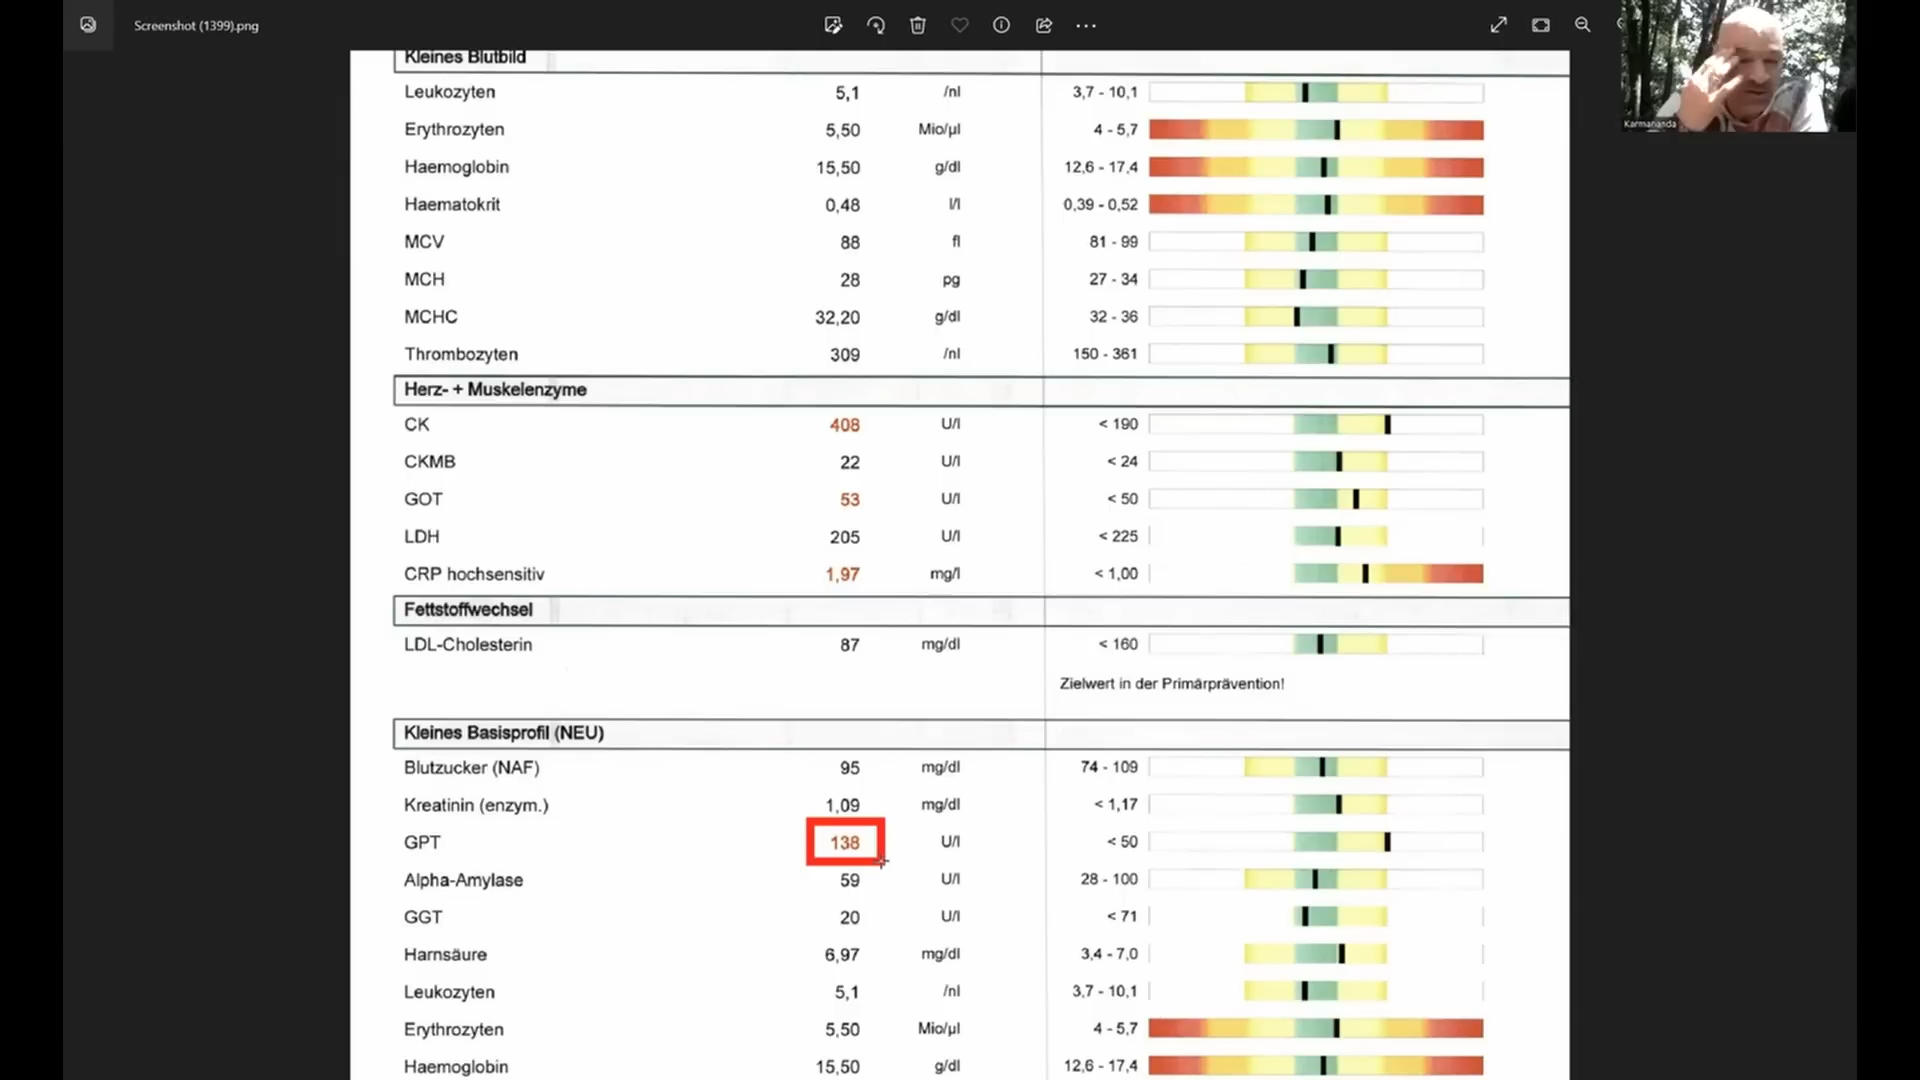 Screenshot (1399).png
Karmananda
Kleines Blutbild
Leukozyten 5,1 /nl 3,7 - 10,1
Erythrozyten 5,50 Mio/µl 4 - 5,7
Haemoglobin 15,50 g/dl 12,6 - 17,4
Haematokrit 0,48 l/l 0,39 - 0,52
MCV 88 fl 81 - 99
MCH 28 pg 27 - 34
MCHC 32,20 g/dl 32 - 36
Thrombozyten 309 /nl 150 - 361
Herz- + Muskelenzyme
CK 408 U/l < 190
CKMB 22 U/l < 24
GOT 53 U/l < 50
LDH 205 U/l < 225
CRP hochsensitiv 1,97 mg/l < 1,00
Fettstoffwechsel
LDL-Cholesterin 87 mg/dl < 160
Zielwert in der Primärprävention!
Kleines Basisprofil (NEU)
Blutzucker (NAF) 95 mg/dl 74 - 109
Kreatinin (enzym.) 1,09 mg/dl < 1,17
GPT 138 U/l < 50
Alpha-Amylase 59 U/l 28 - 100
GGT 20 U/l < 71
Harnsäure 6,97 mg/dl 3,4 - 7,0
Leukozyten 5,1 /nl 3,7 - 10,1
Erythrozyten 5,50 Mio/µl 4 - 5,7
Haemoglobin 15,50 g/dl 12,6 - 17,4